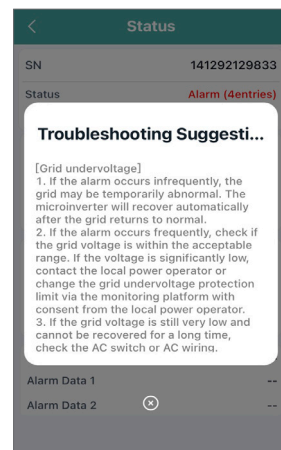 Status
SN 141292129833
Status Alarm (4entries)
Troubleshooting Suggesti...
[Grid undervoltage]
1. If the alarm occurs infrequently, the
grid may be temporarily abnormal. The
microinverter will recover automatically
after the grid returns to normal.
2. If the alarm occurs frequently, check if
the grid voltage is within the acceptable
range. If the voltage is significantly low,
contact the local power operator or
change the grid undervoltage protection
limit via the monitoring platform with
consent from the local power operator.
3. If the grid voltage is still very low and
cannot be recovered for a long time,
check the AC switch or AC wiring.
Alarm Data 1 --
Alarm Data 2 --